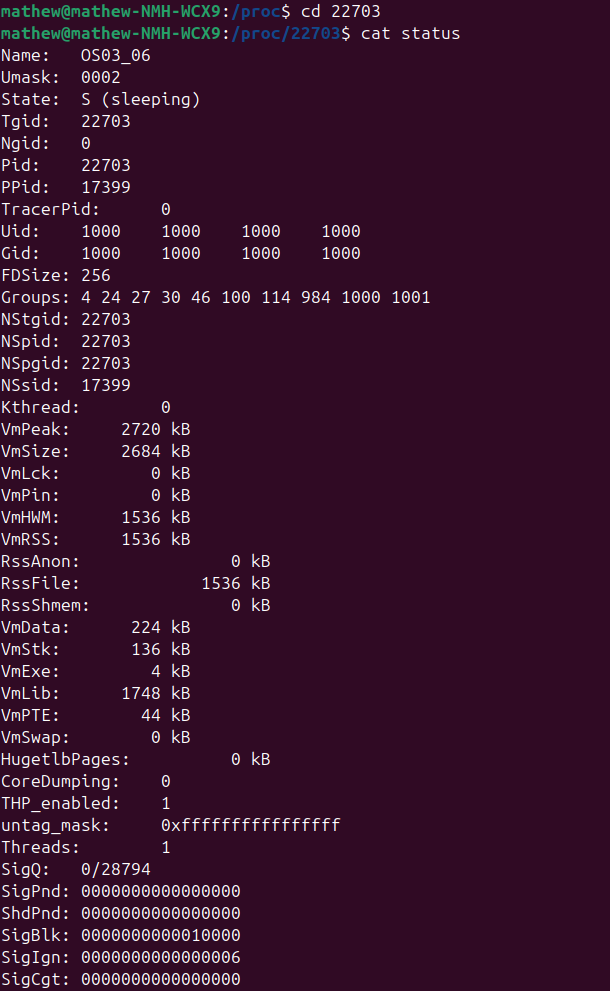 mathew@mathew-NMH-WCX9:/proc$ cd 22703
mathew@mathew-NMH-WCX9:/proc/22703$ cat status
Name:   OS03_06
Umask:  0002
State:  S (sleeping)
Tgid:   22703
Ngid:   0
Pid:    22703
PPid:   17399
TracerPid:      0
Uid:    1000    1000    1000    1000
Gid:    1000    1000    1000    1000
FDSize: 256
Groups: 4 24 27 30 46 100 114 984 1000 1001
NStgid: 22703
NSpid:  22703
NSpgid: 22703
NSsid:  17399
Kthread:        0
VmPeak:     2720 kB
VmSize:     2684 kB
VmLck:         0 kB
VmPin:         0 kB
VmHWM:      1536 kB
VmRSS:      1536 kB
RssAnon:               0 kB
RssFile:            1536 kB
RssShmem:              0 kB
VmData:      224 kB
VmStk:       136 kB
VmExe:         4 kB
VmLib:      1748 kB
VmPTE:        44 kB
VmSwap:        0 kB
HugetlbPages:          0 kB
CoreDumping:    0
THP_enabled:    1
untag_mask:     0xffffffffffffffff
Threads:        1
SigQ:   0/28794
SigPnd: 0000000000000000
ShdPnd: 0000000000000000
SigBlk: 0000000000010000
SigIgn: 0000000000000006
SigCgt: 0000000000000000